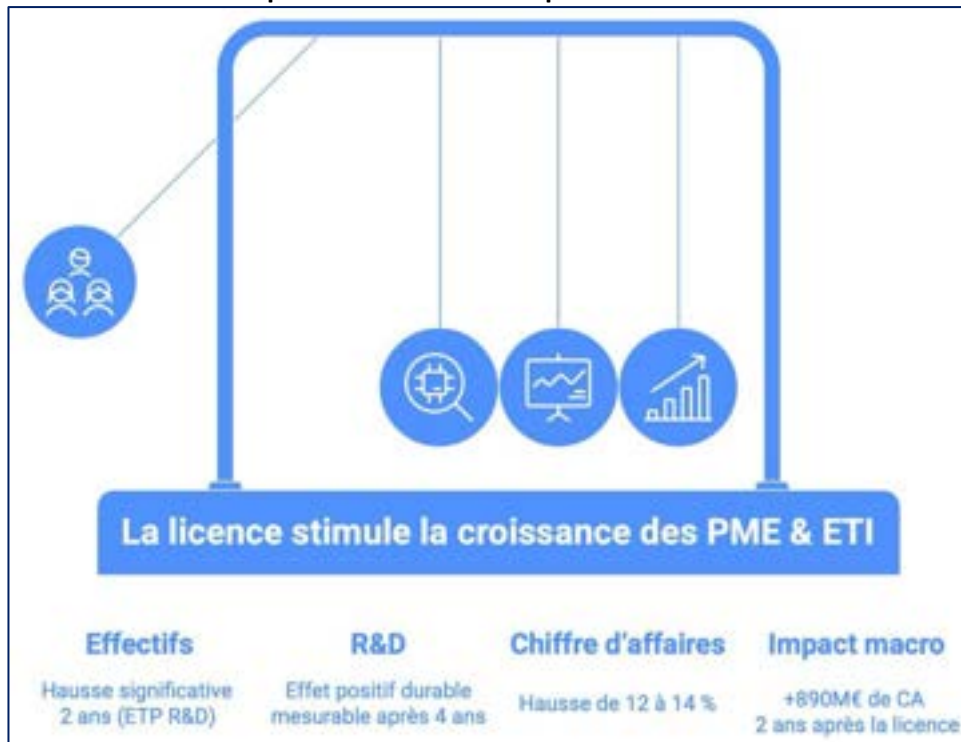 La licence stimule la croissance des PME & ETI
Effectifs
Hausse significative
2 ans (ETP R&D)
R&D
Effet positif durable
mesurable après 4 ans
Chiffre d'affaires
Hausse de 12 à 14 %
Impact macro
+890M€ de CA
2 ans après la licence